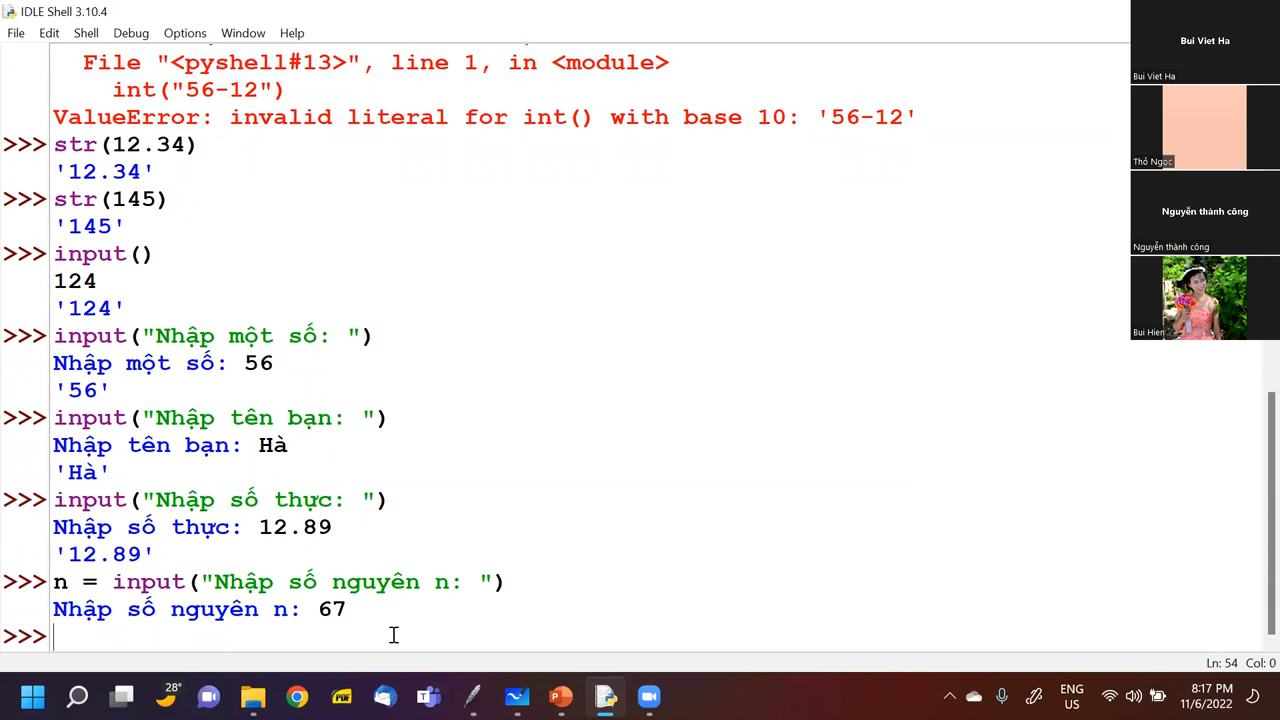 IDLE Shell 3.10.4
File Edit Shell Debug Options Window Help
File "<pyshell#13>", line 1, in <module>
int("56-12")
ValueError: invalid literal for int() with base 10: '56-12'
>>> str(12.34)
'12.34'
>>> str(145)
'145'
>>> input()
124
'124'
>>> input("Nhập một số: ")
Nhập một số: 56
'56'
>>> input("Nhập tên bạn: ")
Nhập tên bạn: Hà
'Hà'
>>> input("Nhập số thực: ")
Nhập số thực: 12.89
'12.89'
>>> n = input("Nhập số nguyên n: ")
Nhập số nguyên n: 67
>>>
Ln: 54 Col: 0
Bui Viet Ha
Bui Viet Ha
Thỏ Ngọc
Nguyễn thành công
Nguyễn thành công
Bui Hien
28°
PDF
ENG
US
8:17 PM
11/6/2022